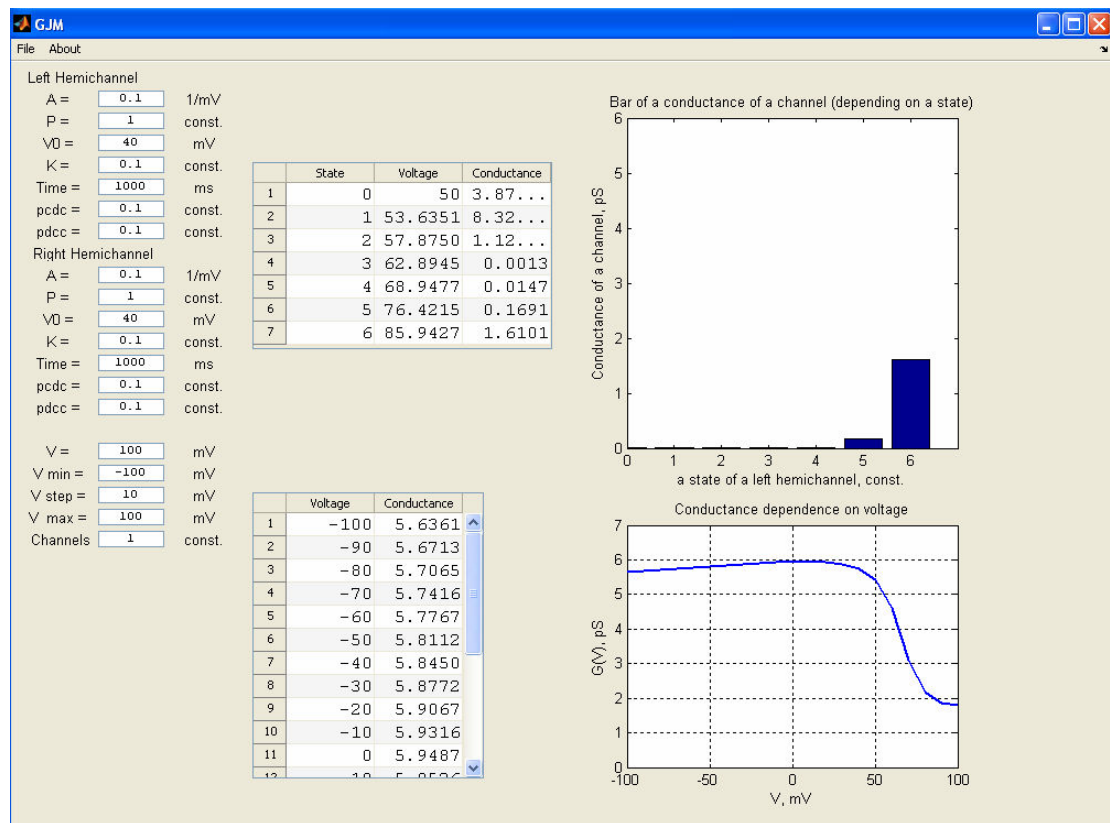 GJM
File About
Left Hemichannel
A = 0.1 1/mV
P = 1 const.
V0 = 40 mV
K = 0.1 const.
Time = 1000 ms
pcdc = 0.1 const.
pdcc = 0.1 const.
Right Hemichannel
A = 0.1 1/mV
P = 1 const.
V0 = 40 mV
K = 0.1 const.
Time = 1000 ms
pcdc = 0.1 const.
pdcc = 0.1 const.
V = 100 mV
V min = -100 mV
V step = 10 mV
V max = 100 mV
Channels 1 const.
State Voltage Conductance
1 0 50 3.87...
2 1 53.6351 8.32...
3 2 57.8750 1.12...
4 3 62.8945 0.0013
5 4 68.9477 0.0147
6 5 76.4215 0.1691
7 6 85.9427 1.6101
Voltage Conductance
1 -100 5.6361
2 -90 5.6713
3 -80 5.7065
4 -70 5.7416
5 -60 5.7767
6 -50 5.8112
7 -40 5.8450
8 -30 5.8772
9 -20 5.9067
10 -10 5.9316
11 0 5.9487
Bar of a conductance of a channel (depending on a state)
Conductance of a channel, pS
6
5
4
3
2
1
0
0 1 2 3 4 5 6
a state of a left hemichannel, const.
Conductance dependence on voltage
G(V), pS
7
6
5
4
3
2
1
0
-100 -50 0 50 100
V, mV